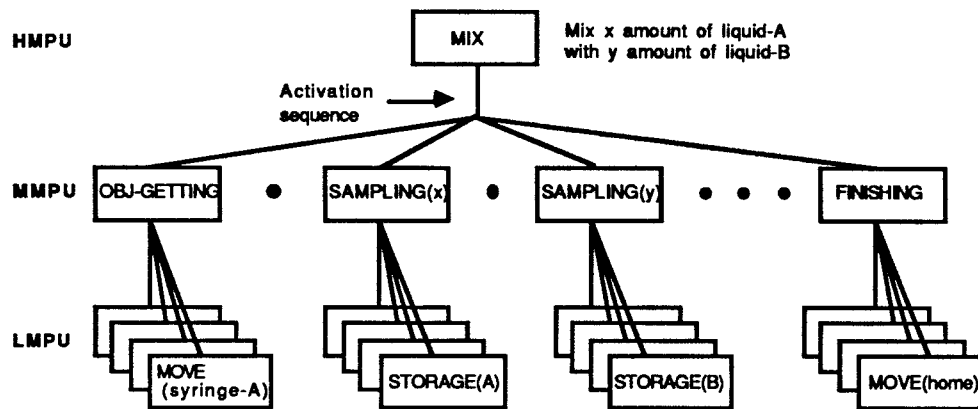 HMPU
MIX
Mix x amount of liquid-A
with y amount of liquid-B
Activation
sequence
MMPU
OBJ-GETTING
SAMPLING(x)
SAMPLING(y)
FINISHING
LMPU
MOVE
(syringe-A)
STORAGE(A)
STORAGE(B)
MOVE(home)